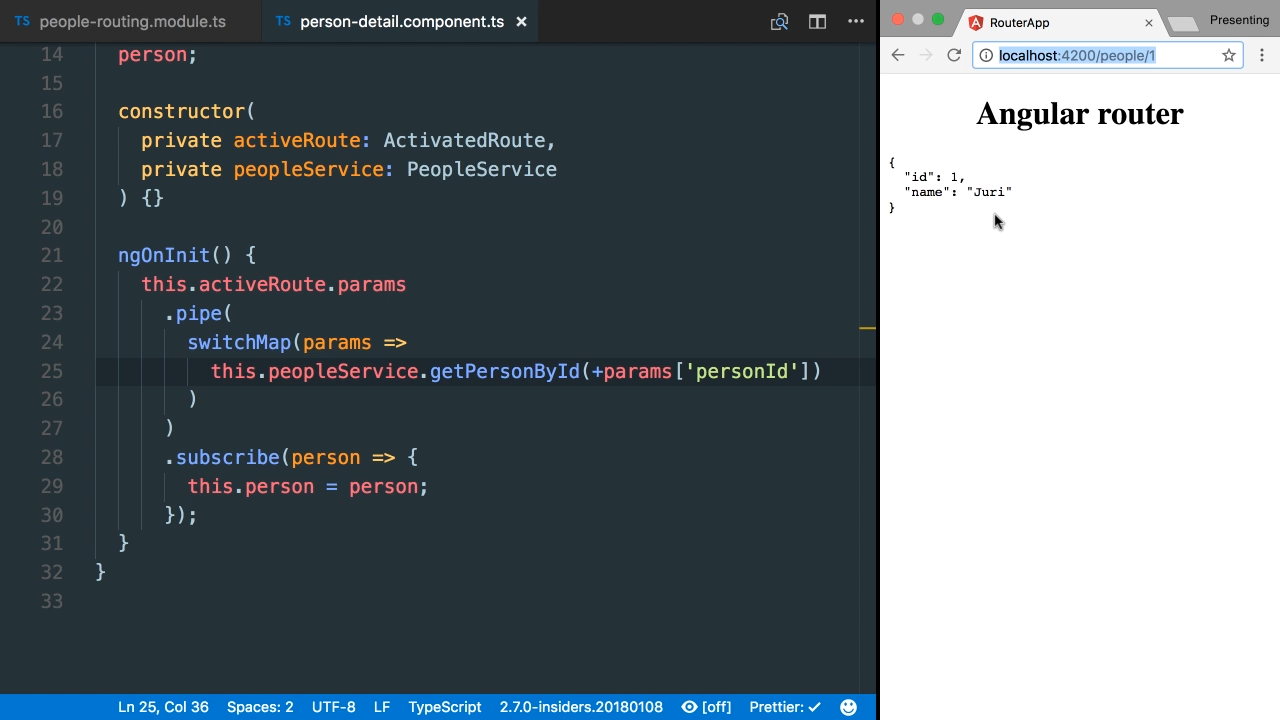 TS people-routing.module.ts
TS person-detail.component.ts ×
14 person;
15
16 constructor(
17 private activeRoute: ActivatedRoute,
18 private peopleService: PeopleService
19 ) {}
20
21 ngOnInit() {
22 this.activeRoute.params
23 .pipe(
24 switchMap(params =>
25 this.peopleService.getPersonById(+params['personId'])
26 )
27 )
28 .subscribe(person => {
29 this.person = person;
30 });
31 }
32 }
33
Ln 25, Col 36 Spaces: 2 UTF-8 LF TypeScript 2.7.0-insiders.20180108 [off] Prettier: ✓
RouterApp ×
Presenting
localhost:4200/people/1
Angular router
{
"id": 1,
"name": "Juri"
}